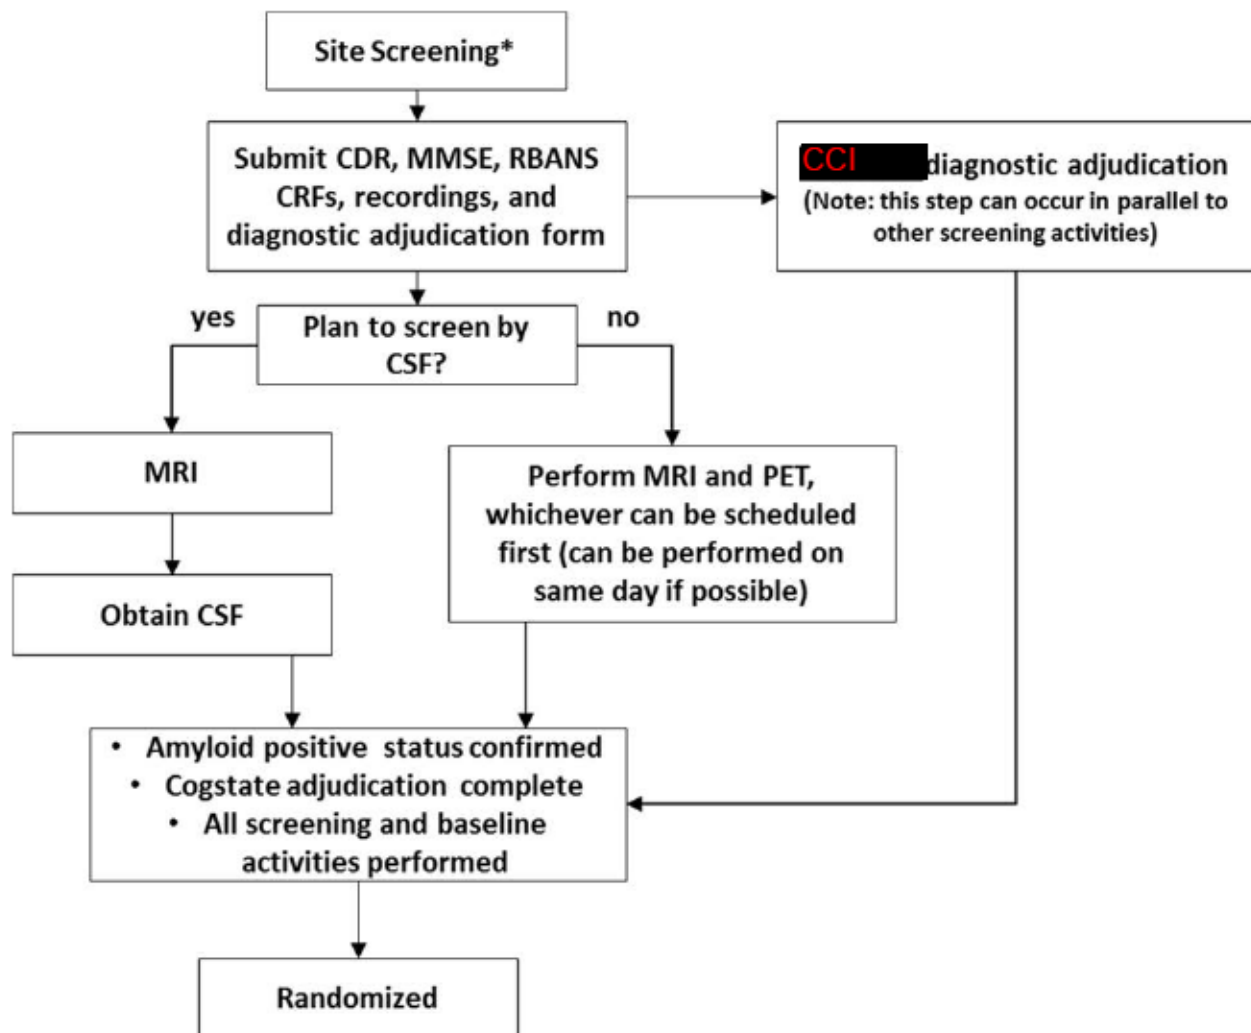 Site Screening*
Submit CDR, MMSE, RBANS
CRFs, recordings, and
diagnostic adjudication form
CCI diagnostic adjudication
(Note: this step can occur in parallel to
other screening activities)
yes
Plan to screen by
CSF?
no
MRI
Obtain CSF
Perform MRI and PET,
whichever can be scheduled
first (can be performed on
same day if possible)
• Amyloid positive status confirmed
• Cogstate adjudication complete
• All screening and baseline
activities performed
Randomized